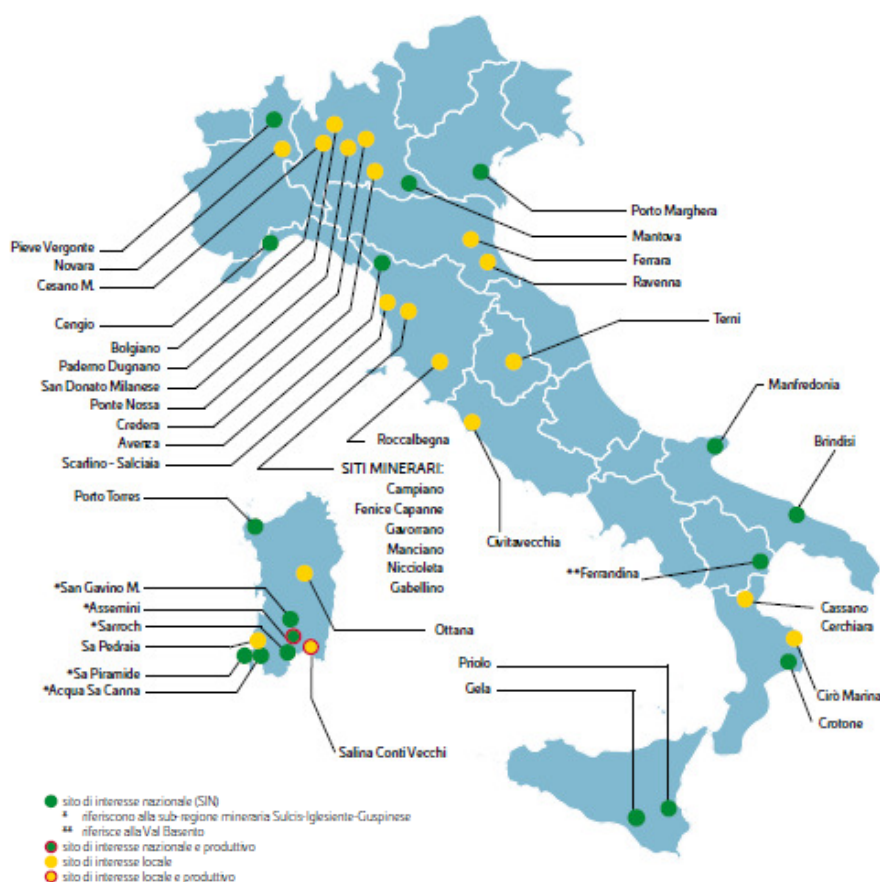 Pieve Vergonte
Novara
Cesano M.
Cengio
Bolgiano
Paderno Dugnano
San Donato Milanese
Ponte Nossa
Credera
Avenza
Scarlino - Salciaia
Porto Marghera
Mantova
Ferrara
Ravenna
Terni
Manfredonia
Brindisi
Roccalbegna
SITI MINERARI:
Campiano
Fenice Capanne
Gavorrano
Manciano
Niccioleta
Gabellino
Civitavecchia
**Ferrandina
Cassano
Cerchiara
Cirò Marina
Crotone
Porto Torres
*San Gavino M.
*Assemini
*Sarroch
Sa Pedraia
*Sa Piramide
*Acqua Sa Canna
Ottana
Salina Conti Vecchi
Priolo
Gela
sito di interesse nazionale (SIN)
* riferiscono alla sub-regione mineraria Sulcis-Iglesiente-Guspinese
** riferisce alla Val Basento
sito di interesse nazionale e produttivo
sito di interesse locale
sito di interesse locale e produttivo